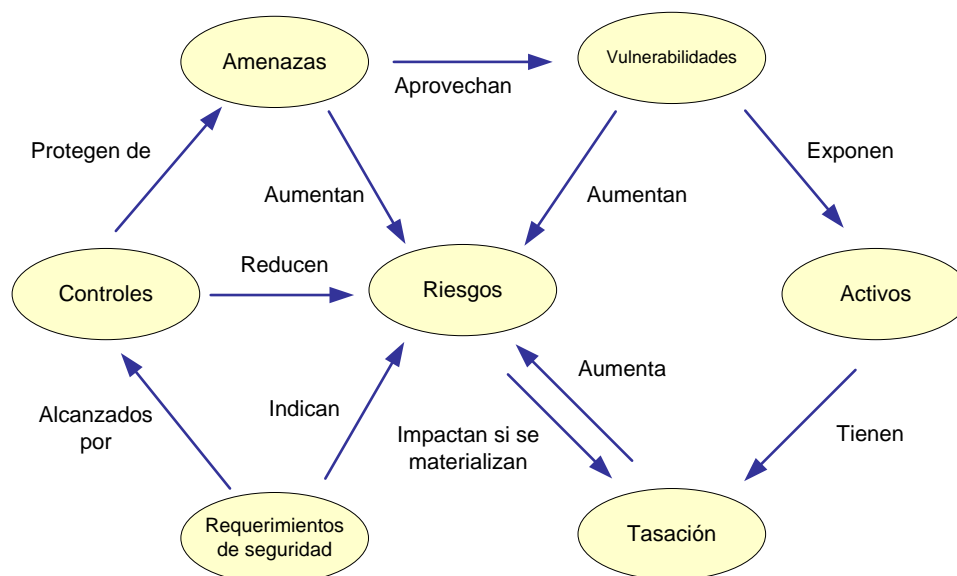 Amenazas
Vulnerabilidades
Aprovechan
Protegen de
Exponen
Aumentan
Aumentan
Controles
Reducen
Riesgos
Activos
Alcanzados
por
Indican
Aumenta
Impactan si se
materializan
Tienen
Requerimientos
de seguridad
Tasación